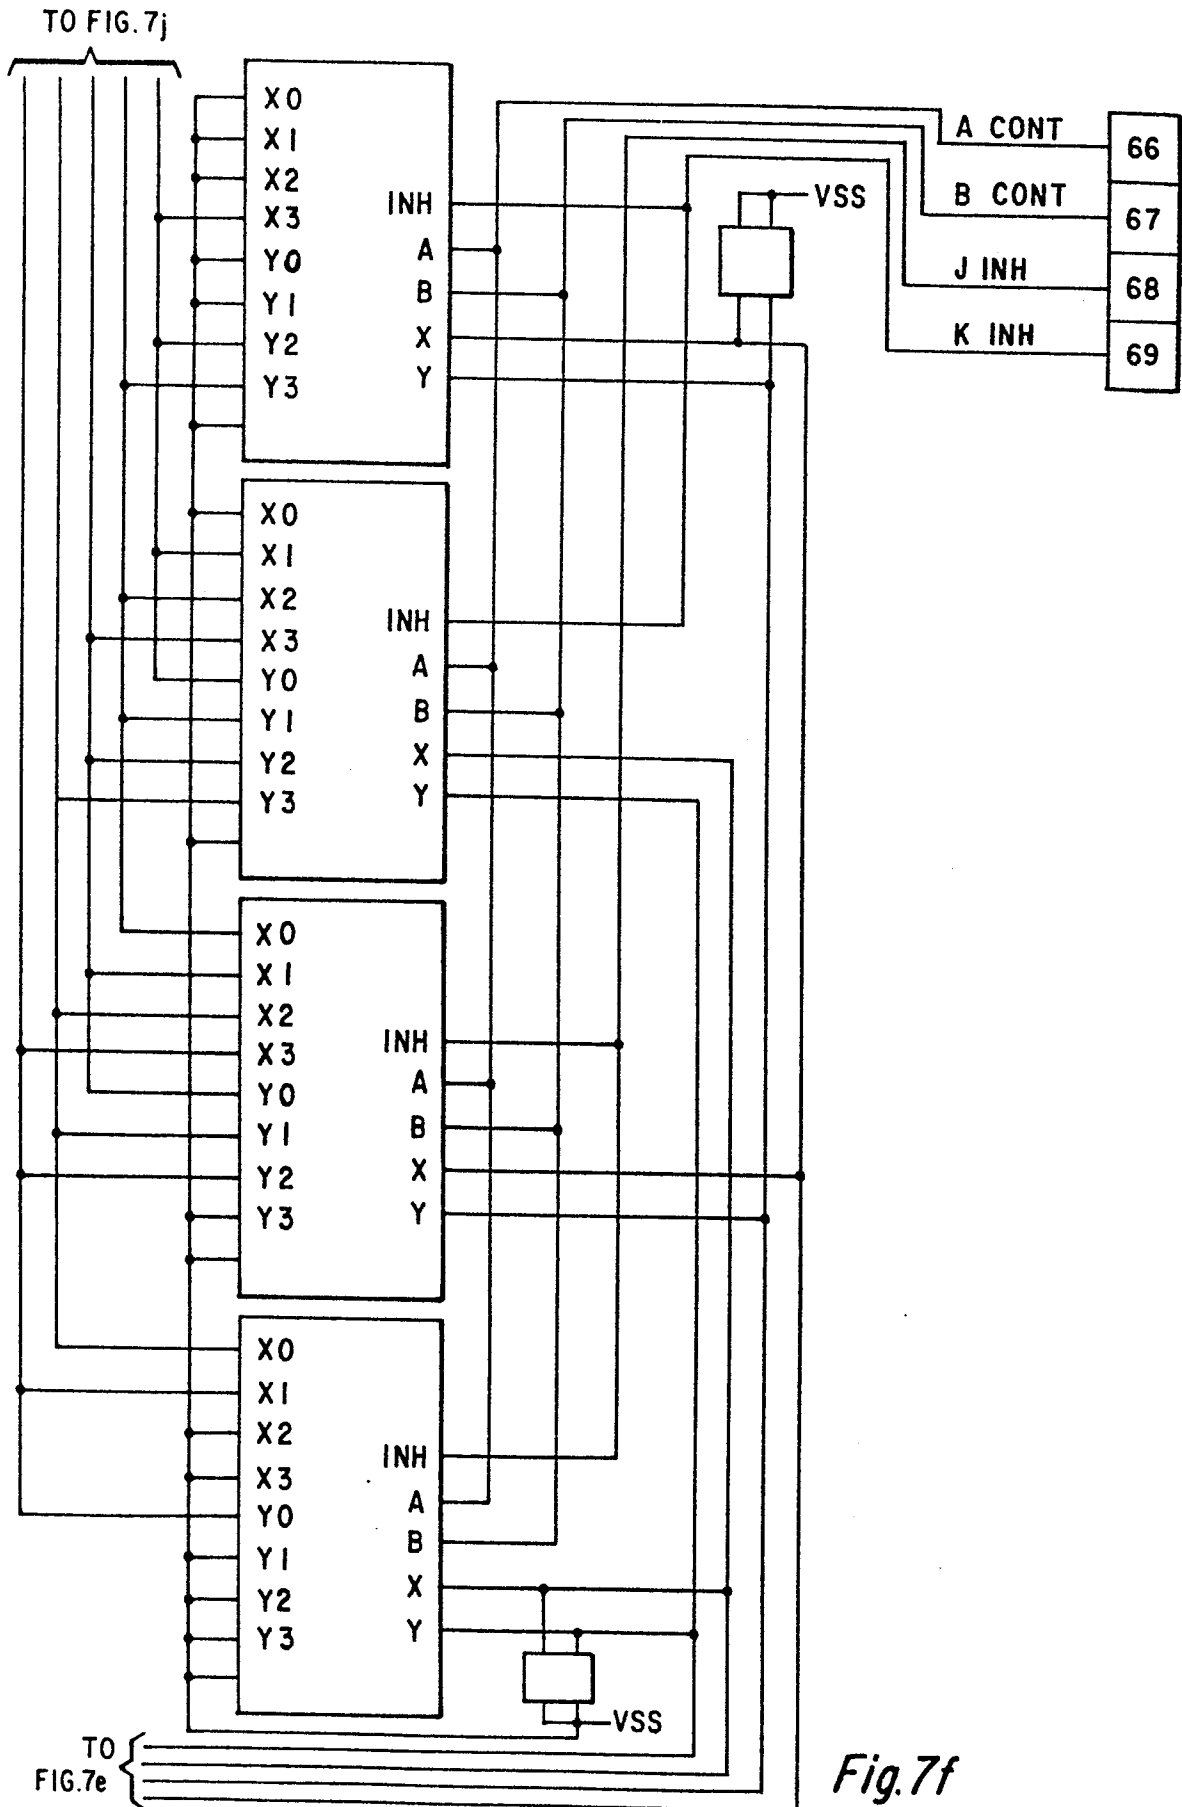 TO FIG. 7j
X0
X1
X2
X3
Y0
Y1
Y2
Y3
INH
A
B
X
Y
VSS
A CONT
B CONT
J INH
K INH
66
67
68
69
X0
X1
X2
X3
Y0
Y1
Y2
Y3
INH
A
B
X
Y
X0
X1
X2
X3
Y0
Y1
Y2
Y3
INH
A
B
X
Y
X0
X1
X2
X3
Y0
Y1
Y2
Y3
INH
A
B
X
Y
VSS
TO
FIG.7e
Fig.7f